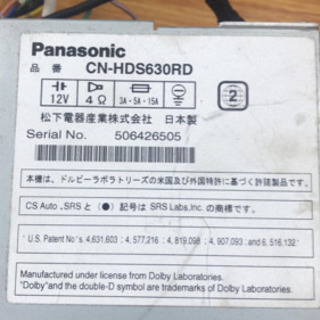 Panasonic
品番 CN-HDS630RD
12V 4Ω 3A・5A・15A 2
松下電器産業株式会社 日本製
Serial No. 506426505
本機は、ドルビーラボラトリーズの米国及び外国特許に基づく許諾製品です。
CS Auto ,SRSと(●)記号は SRS Labs,Inc.の商標です。
"U.S. Patent No's 4,631,603 ; 4,577,216 ; 4,819,098 ; 4,907,093 ; and 6,516,132"
Manufactured under license from Dolby Laboratories.
"Dolby"and the double-D symbol are trademarks of Dolby Laboratories.